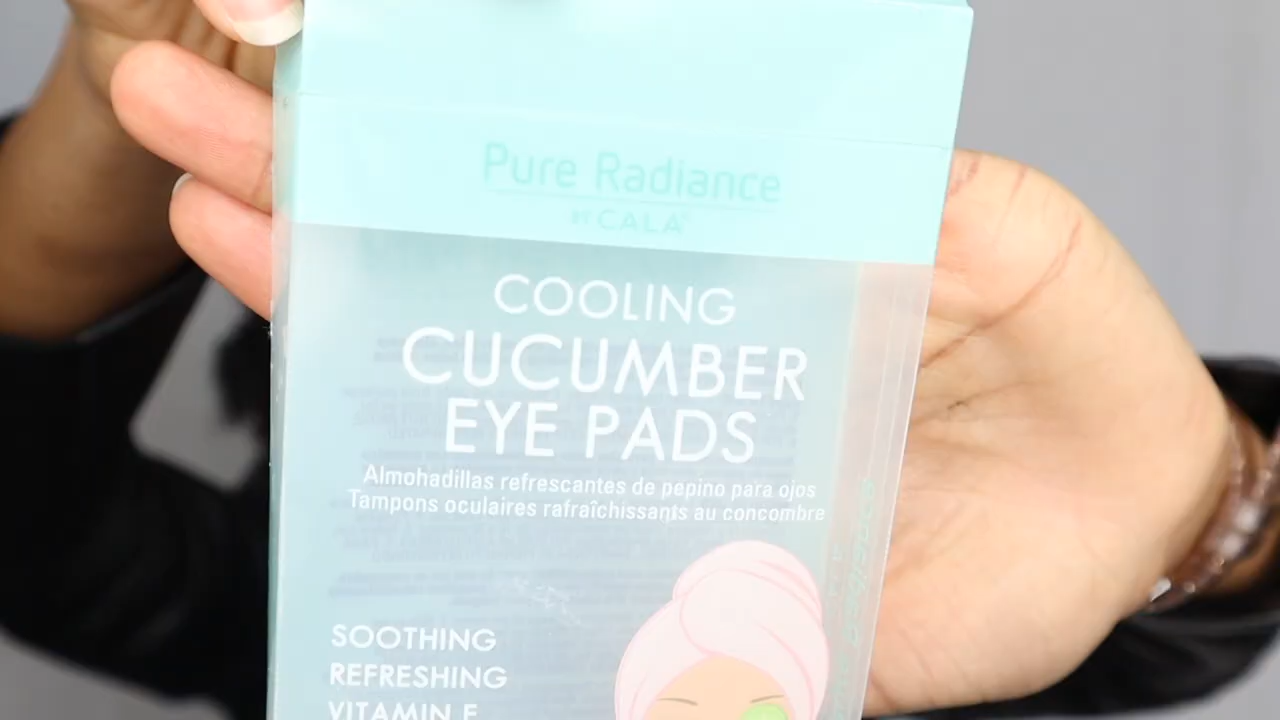 Pure Radiance
BY CALA
COOLING
CUCUMBER
EYE PADS
Almohadillas refrescantes de pepino para ojos
Tampons oculaires rafraîchissants au concombre
SOOTHING
REFRESHING
VITAMIN E